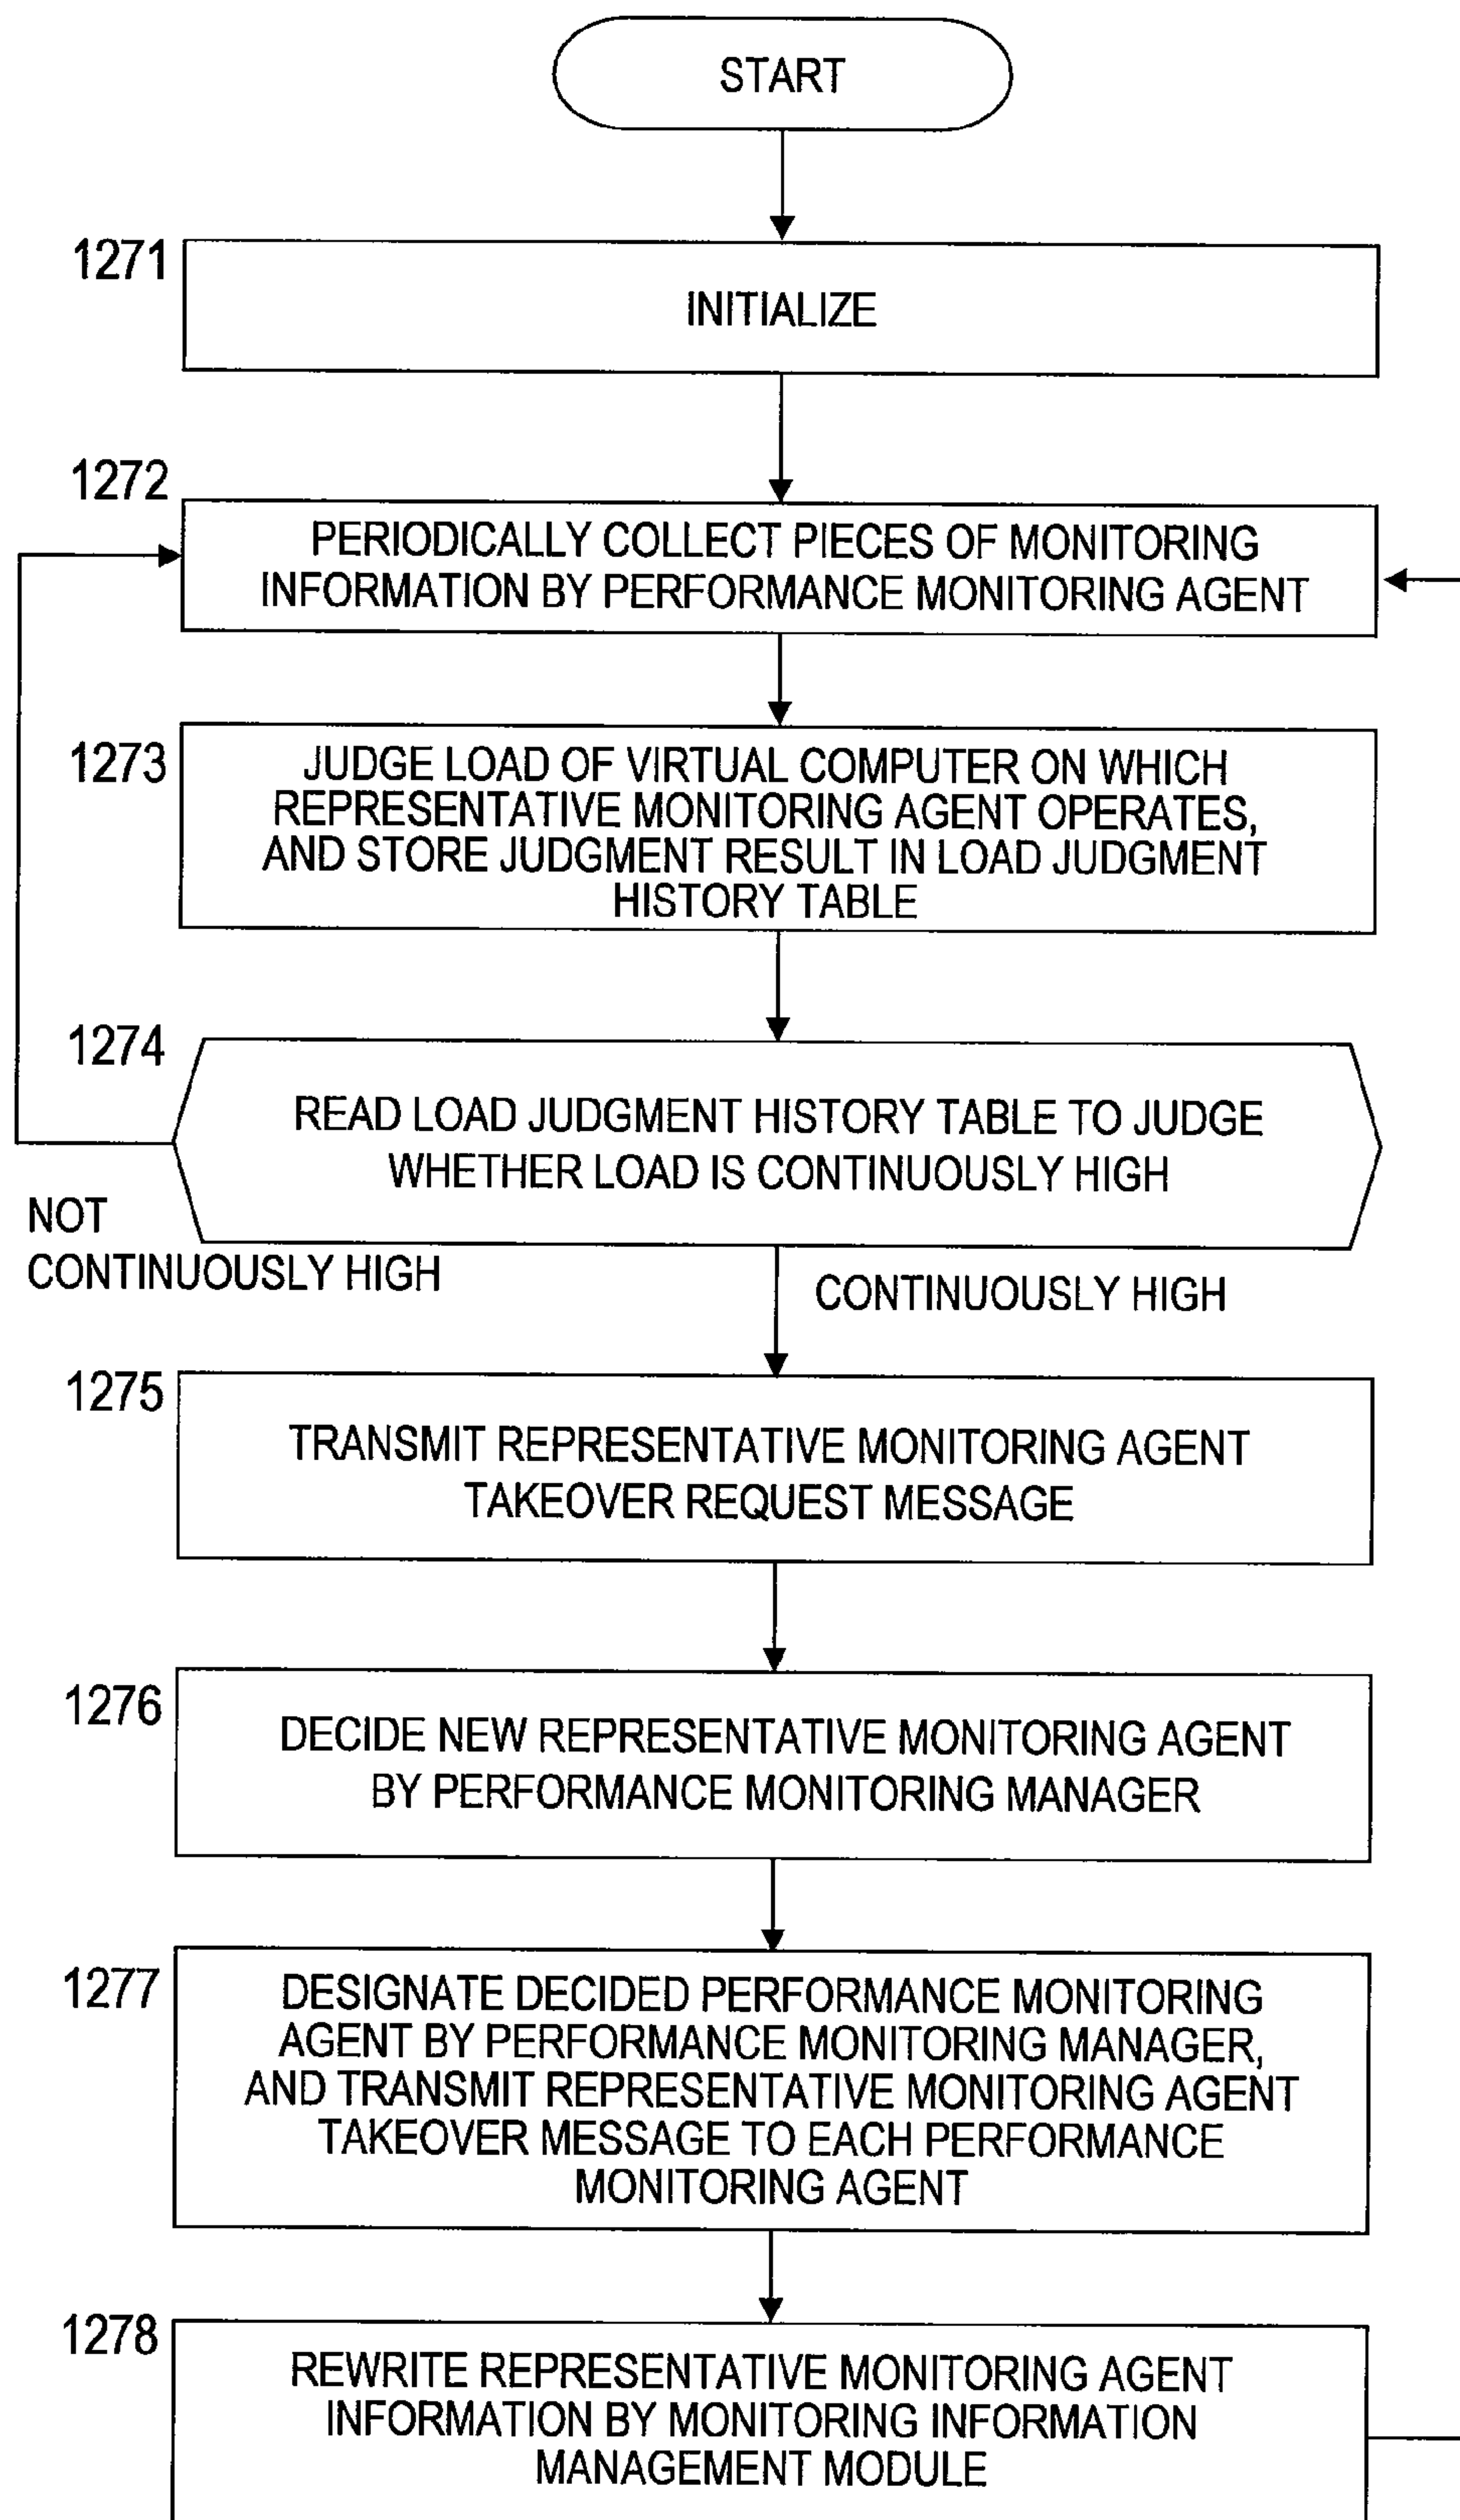 START
1271
INITIALIZE
1272
PERIODICALLY COLLECT PIECES OF MONITORING
INFORMATION BY PERFORMANCE MONITORING AGENT
1273
JUDGE LOAD OF VIRTUAL COMPUTER ON WHICH
REPRESENTATIVE MONITORING AGENT OPERATES,
AND STORE JUDGMENT RESULT IN LOAD JUDGMENT
HISTORY TABLE
1274
READ LOAD JUDGMENT HISTORY TABLE TO JUDGE
WHETHER LOAD IS CONTINUOUSLY HIGH
NOT
CONTINUOUSLY HIGH
CONTINUOUSLY HIGH
1275
TRANSMIT REPRESENTATIVE MONITORING AGENT
TAKEOVER REQUEST MESSAGE
1276
DECIDE NEW REPRESENTATIVE MONITORING AGENT
BY PERFORMANCE MONITORING MANAGER
1277
DESIGNATE DECIDED PERFORMANCE MONITORING
AGENT BY PERFORMANCE MONITORING MANAGER,
AND TRANSMIT REPRESENTATIVE MONITORING AGENT
TAKEOVER MESSAGE TO EACH PERFORMANCE
MONITORING AGENT
1278
REWRITE REPRESENTATIVE MONITORING AGENT
INFORMATION BY MONITORING INFORMATION
MANAGEMENT MODULE